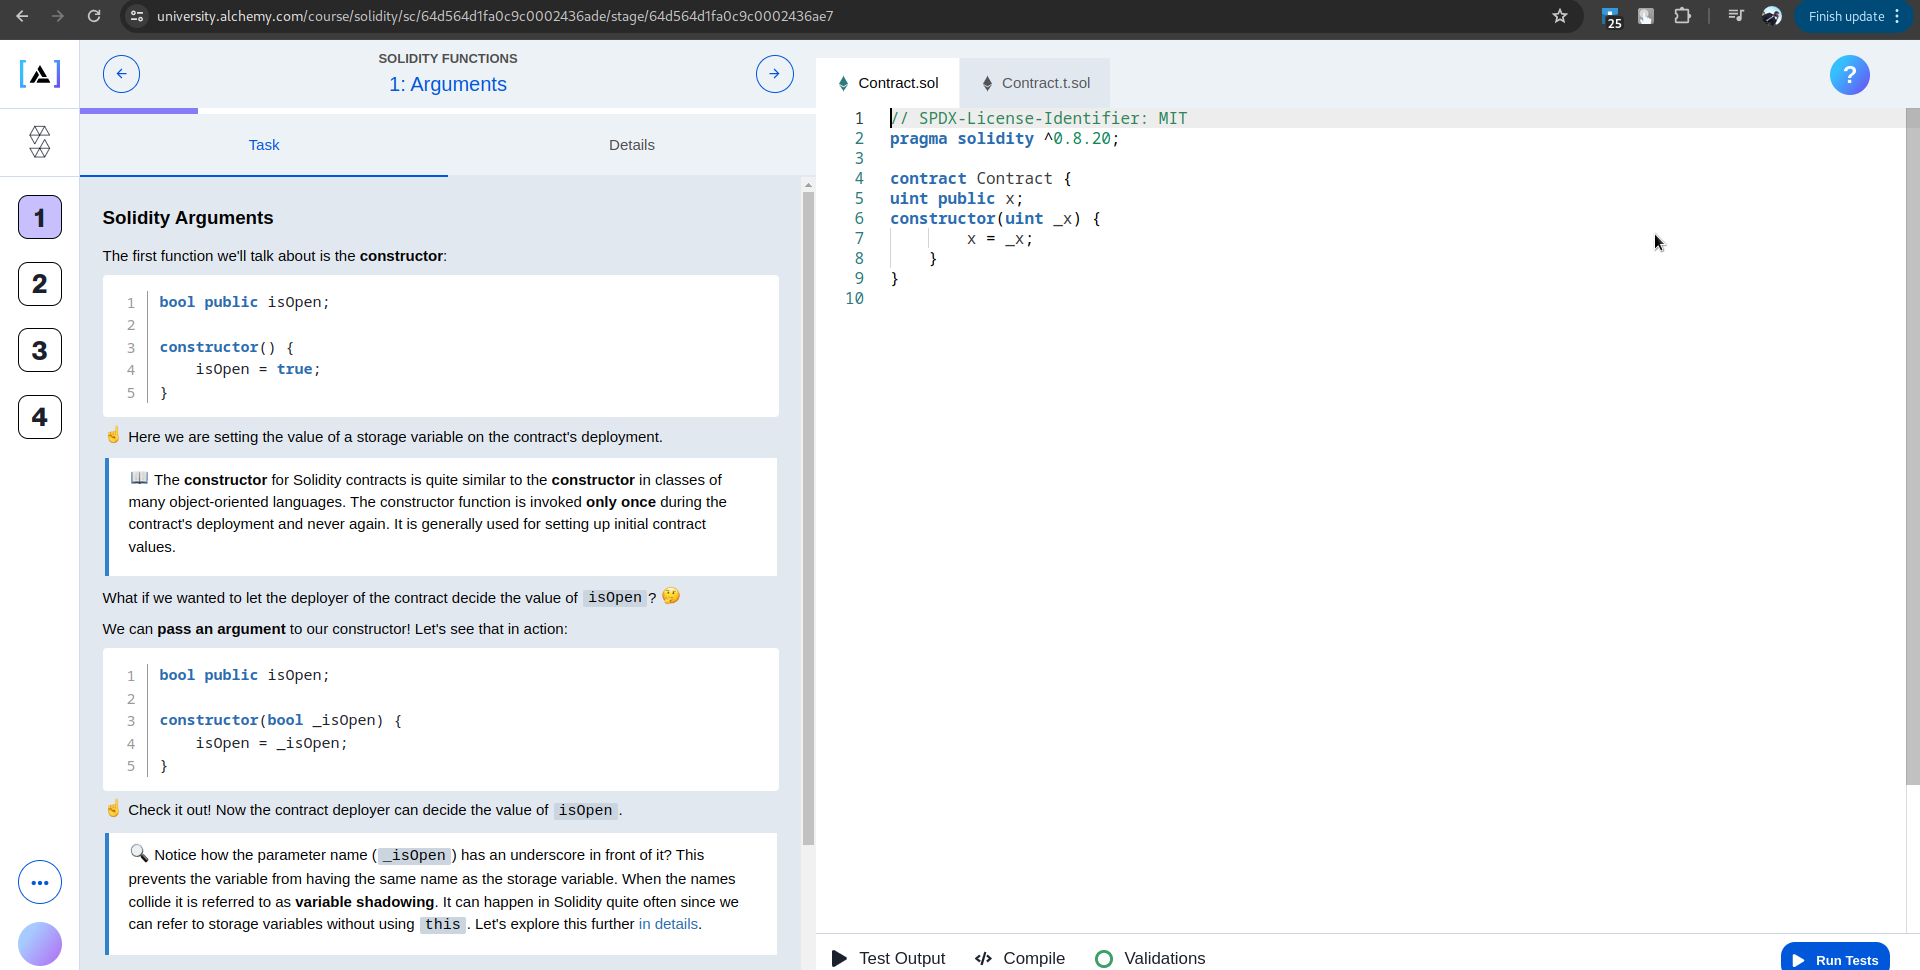 university.alchemy.com/course/solidity/sc/64d564d1fa0c9c0002436ade/stage/64d564d1fa0c9c0002436ae7
25
Finish update
SOLIDITY FUNCTIONS
1: Arguments
Task
Details
1
2
3
4
Solidity Arguments
The first function we'll talk about is the constructor:
1 bool public isOpen;
2
3 constructor() {
4 isOpen = true;
5 }
☝ Here we are setting the value of a storage variable on the contract's deployment.
📖 The constructor for Solidity contracts is quite similar to the constructor in classes of
many object-oriented languages. The constructor function is invoked only once during the
contract's deployment and never again. It is generally used for setting up initial contract
values.
What if we wanted to let the deployer of the contract decide the value of isOpen ? 🤔
We can pass an argument to our constructor! Let's see that in action:
1 bool public isOpen;
2
3 constructor(bool _isOpen) {
4 isOpen = _isOpen;
5 }
☝ Check it out! Now the contract deployer can decide the value of isOpen .
🔍 Notice how the parameter name ( _isOpen ) has an underscore in front of it? This
prevents the variable from having the same name as the storage variable. When the names
collide it is referred to as variable shadowing. It can happen in Solidity quite often since we
can refer to storage variables without using this . Let's explore this further in details.
Contract.sol
Contract.t.sol
?
1 // SPDX-License-Identifier: MIT
2 pragma solidity ^0.8.20;
3
4 contract Contract {
5 uint public x;
6 constructor(uint _x) {
7 x = _x;
8 }
9 }
10
Test Output
</> Compile
Validations
Run Tests